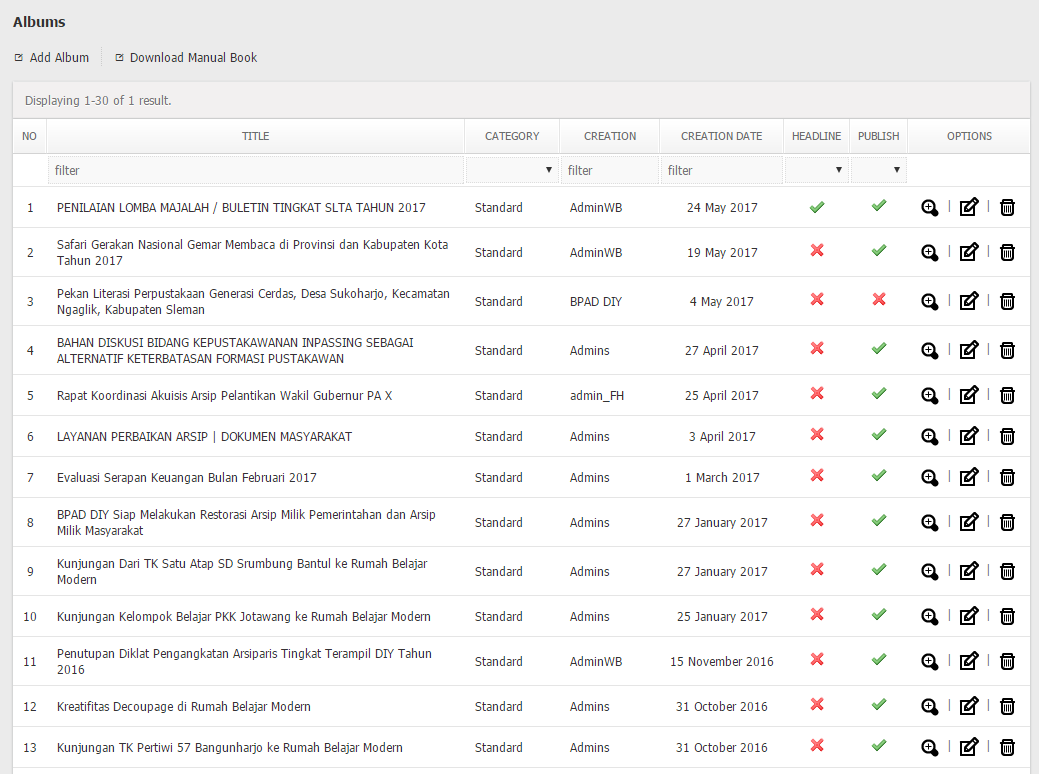 Albums
Add Album
Download Manual Book
Displaying 1-30 of 1 result.
NO TITLE CATEGORY CREATION CREATION DATE HEADLINE PUBLISH OPTIONS
filter filter filter
1 PENILAIAN LOMBA MAJALAH / BULETIN TINGKAT SLTA TAHUN 2017 Standard AdminWB 24 May 2017 | |
Safari Gerakan Nasional Gemar Membaca di Provinsi dan Kabupaten Kota
2 Standard AdminWB 19 May 2017 | |
Tahun 2017
Pekan Literasi Perpustakaan Generasi Cerdas, Desa Sukoharjo, Kecamatan
3 Standard BPAD DIY 4 May 2017 | |
Ngaglik, Kabupaten Sleman
BAHAN DISKUSI BIDANG KEPUSTAKAWANAN INPASSING SEBAGAI
4 Standard Admins 27 April 2017 | |
ALTERNATIF KETERBATASAN FORMASI PUSTAKAWAN
5 Rapat Koordinasi Akuisis Arsip Pelantikan Wakil Gubernur PA X Standard admin_FH 25 April 2017 | |
6 LAYANAN PERBAIKAN ARSIP | DOKUMEN MASYARAKAT Standard Admins 3 April 2017 | |
7 Evaluasi Serapan Keuangan Bulan Februari 2017 Standard Admins 1 March 2017 | |
BPAD DIY Siap Melakukan Restorasi Arsip Milik Pemerintahan dan Arsip
8 Standard Admins 27 January 2017 | |
Milik Masyarakat
Kunjungan Dari TK Satu Atap SD Srumbung Bantul ke Rumah Belajar
9 Standard Admins 27 January 2017 | |
Modern
10 Kunjungan Kelompok Belajar PKK Jotawang ke Rumah Belajar Modern Standard Admins 25 January 2017 | |
Penutupan Diklat Pengangkatan Arsiparis Tingkat Terampil DIY Tahun
11 Standard AdminWB 15 November 2016 | |
2016
12 Kreatifitas Decoupage di Rumah Belajar Modern Standard Admins 31 October 2016 | |
13 Kunjungan TK Pertiwi 57 Bangunharjo ke Rumah Belajar Modern Standard Admins 31 October 2016 | |